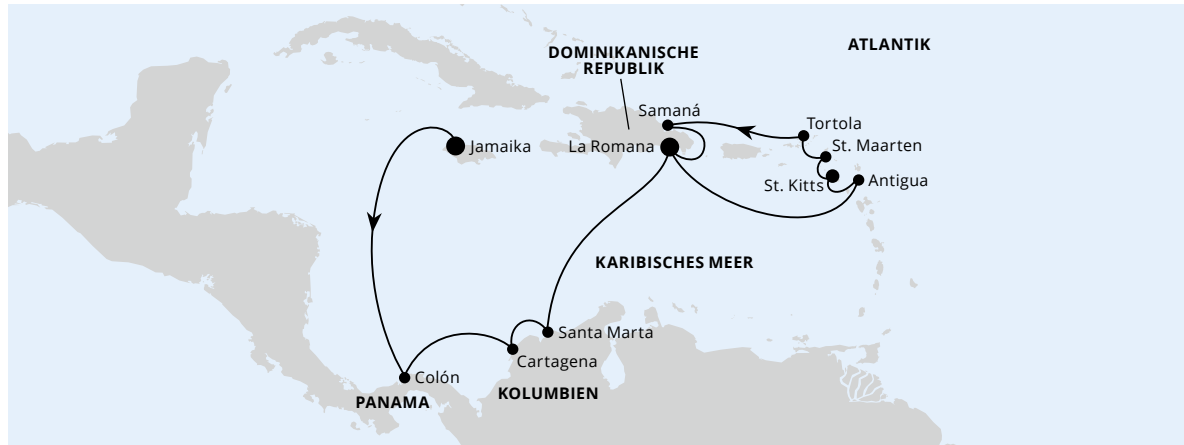 ATLANTIK
DOMINIKANISCHE
REPUBLIK
Samaná
Tortola
Jamaika
La Romana
St. Maarten
St. Kitts
Antigua
KARIBISCHES MEER
Santa Marta
Cartagena
Colón
KOLUMBIEN
PANAMA